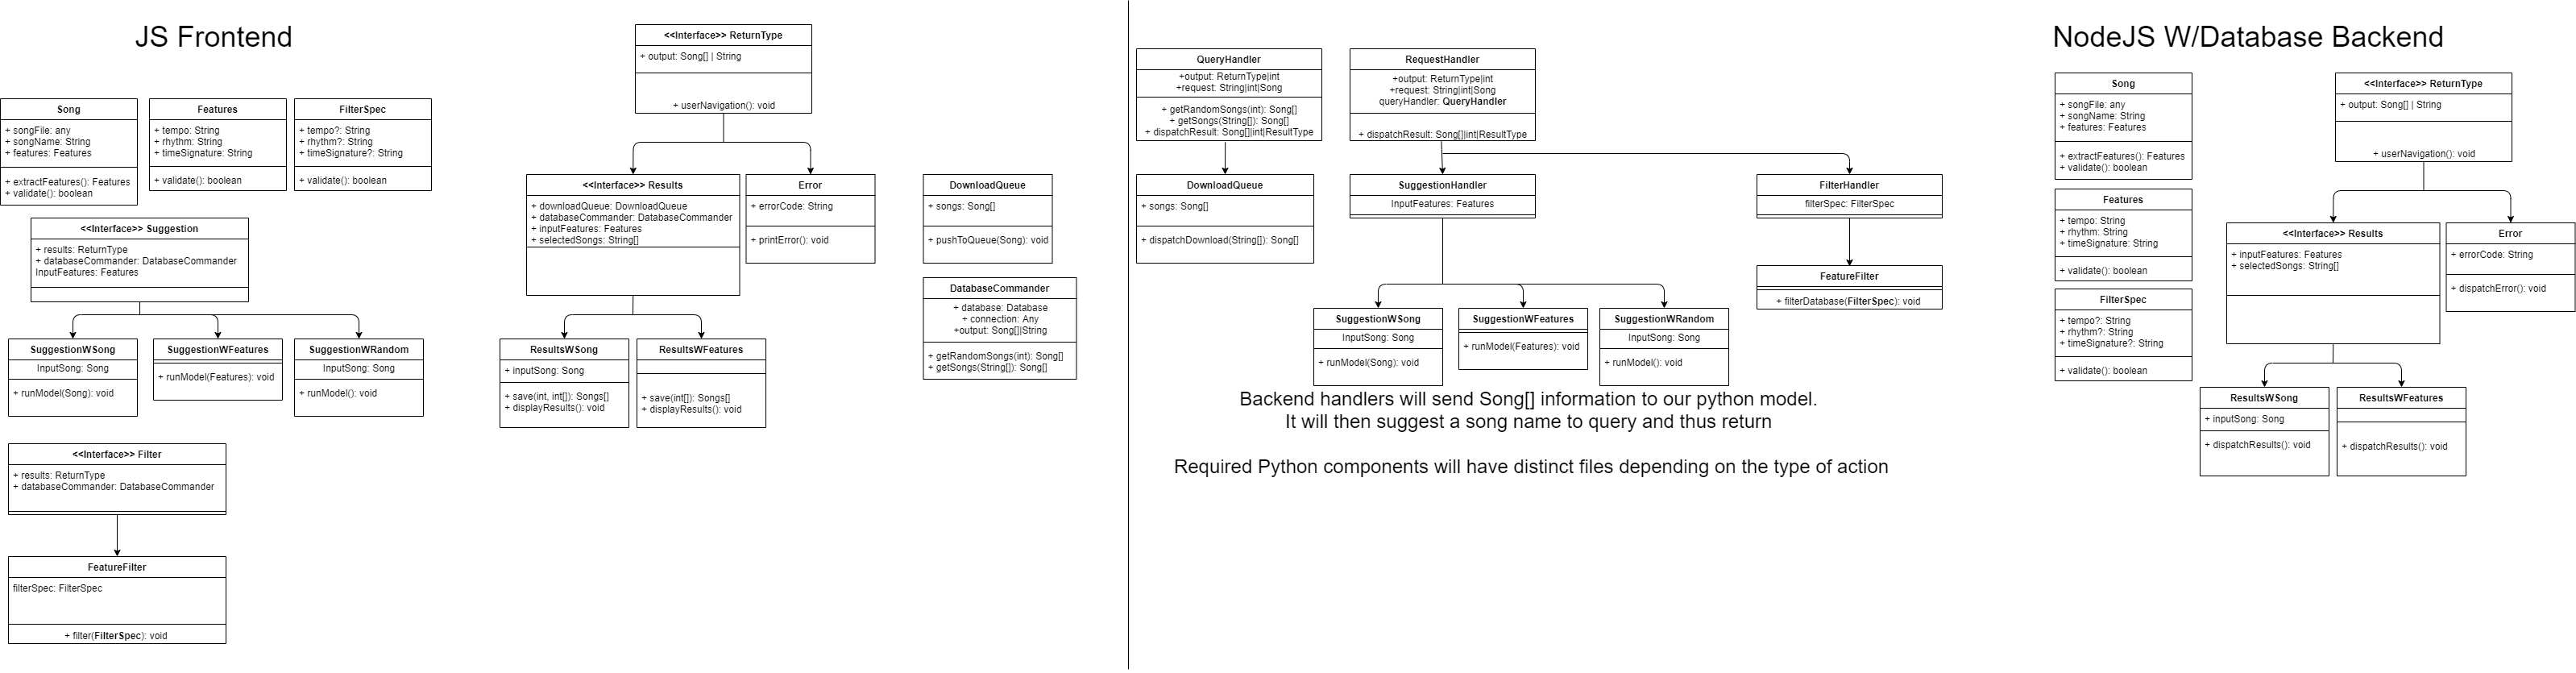 JS Frontend
Song
+ songFile: any
+ songName: String
+ features: Features
+ extractFeatures(): Features
+ validate(): boolean
Features
+ tempo: String
+ rhythm: String
+ timeSignature: String
+ validate(): boolean
FilterSpec
+ tempo?: String
+ rhythm?: String
+ timeSignature?: String
+ validate(): boolean
<<Interface>> Suggestion
+ results: ReturnType
+ databaseCommander: DatabaseCommander
InputFeatures: Features
SuggestionWSong
InputSong: Song
+ runModel(Song): void
SuggestionWFeatures
+ runModel(Features): void
SuggestionWRandom
InputSong: Song
+ runModel(): void
<<Interface>> Filter
+ results: ReturnType
+ databaseCommander: DatabaseCommander
FeatureFilter
filterSpec: FilterSpec
+ filter(FilterSpec): void
<<Interface>> ReturnType
+ output: Song[] | String
+ userNavigation(): void
<<Interface>> Results
+ downloadQueue: DownloadQueue
+ databaseCommander: DatabaseCommander
+ inputFeatures: Features
+ selectedSongs: String[]
Error
+ errorCode: String
+ printError(): void
ResultsWSong
+ inputSong: Song
+ save(int, int[]): Songs[]
+ displayResults(): void
ResultsWFeatures
+ save(int[]): Songs[]
+ displayResults(): void
DownloadQueue
+ songs: Song[]
+ pushToQueue(Song): void
DatabaseCommander
+ database: Database
+ connection: Any
+output: Song[]|String
+ getRandomSongs(int): Song[]
+ getSongs(String[]): Song[]
QueryHandler
+output: ReturnType|int
+request: String|int|Song
+ getRandomSongs(int): Song[]
+ getSongs(String[]): Song[]
+ dispatchResult: Song[]|int|ResultType
RequestHandler
+output: ReturnType|int
+request: String|int|Song
queryHandler: QueryHandler
+ dispatchResult: Song[]|int|ResultType
DownloadQueue
+ songs: Song[]
+ dispatchDownload(String[]): Song[]
SuggestionHandler
InputFeatures: Features
FilterHandler
filterSpec: FilterSpec
FeatureFilter
+ filterDatabase(FilterSpec): void
SuggestionWSong
InputSong: Song
+ runModel(Song): void
SuggestionWFeatures
+ runModel(Features): void
SuggestionWRandom
InputSong: Song
+ runModel(): void
Backend handlers will send Song[] information to our python model.
It will then suggest a song name to query and thus return
Required Python components will have distinct files depending on the type of action
NodeJS W/Database Backend
Song
+ songFile: any
+ songName: String
+ features: Features
+ extractFeatures(): Features
+ validate(): boolean
Features
+ tempo: String
+ rhythm: String
+ timeSignature: String
+ validate(): boolean
FilterSpec
+ tempo?: String
+ rhythm?: String
+ timeSignature?: String
+ validate(): boolean
<<Interface>> ReturnType
+ output: Song[] | String
+ userNavigation(): void
<<Interface>> Results
+ inputFeatures: Features
+ selectedSongs: String[]
Error
+ errorCode: String
+ dispatchError(): void
ResultsWSong
+ inputSong: Song
+ dispatchResults(): void
ResultsWFeatures
+ dispatchResults(): void